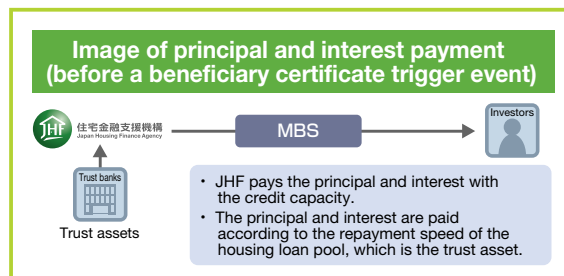 Image of principal and interest payment
(before a beneficiary certificate trigger event)
JHF
住宅金融支援機構
Japan Housing Finance Agency
MBS
Investors
Trust banks
Trust assets
・ JHF pays the principal and interest with
the credit capacity.
・ The principal and interest are paid
according to the repayment speed of the
housing loan pool, which is the trust asset.